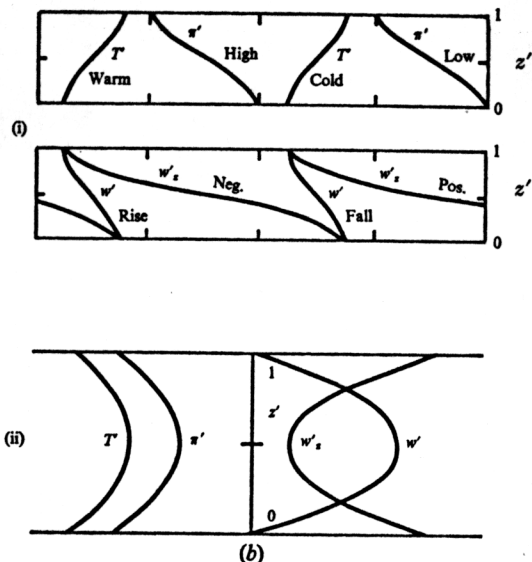 1
π′
T′ High T′ π′ Low z′
Warm Cold
0
(i)
1
w′z w′z
Neg. Pos. z′
w′ w′
Rise Fall
0
1
z′
(ii) T′ π′ w′z w′
0
(b)